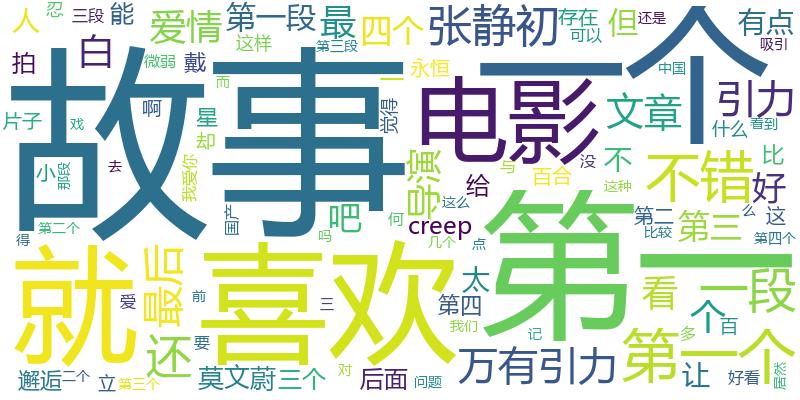 人 忍 三段 能 爱情 第一段 最 四个 张静初 存在 还是 但 有点
可以 吸引
拍 白 微弱 戴 这样 第三段 一 永恒 一个 中国 引力
片子 啊 星 而 觉得 电影 文章 什么 看到
故事 戏 却 我爱你 导演 没 不 比
小 那段 去 给 与 百合 不错 好 这种
第二个 国产 吧 creep 这么 何 第二 第三 这 么
得 吗 几个 点 太 比较 第四个
就 最后 喜欢 第一 看 一段
爱 前 三 第四 我们 个 百
还 要 对 记 第一个 多
邂逅 二个 立 第三个 莫文蔚 三个 后面 问题 万有引力 让 好看 居然